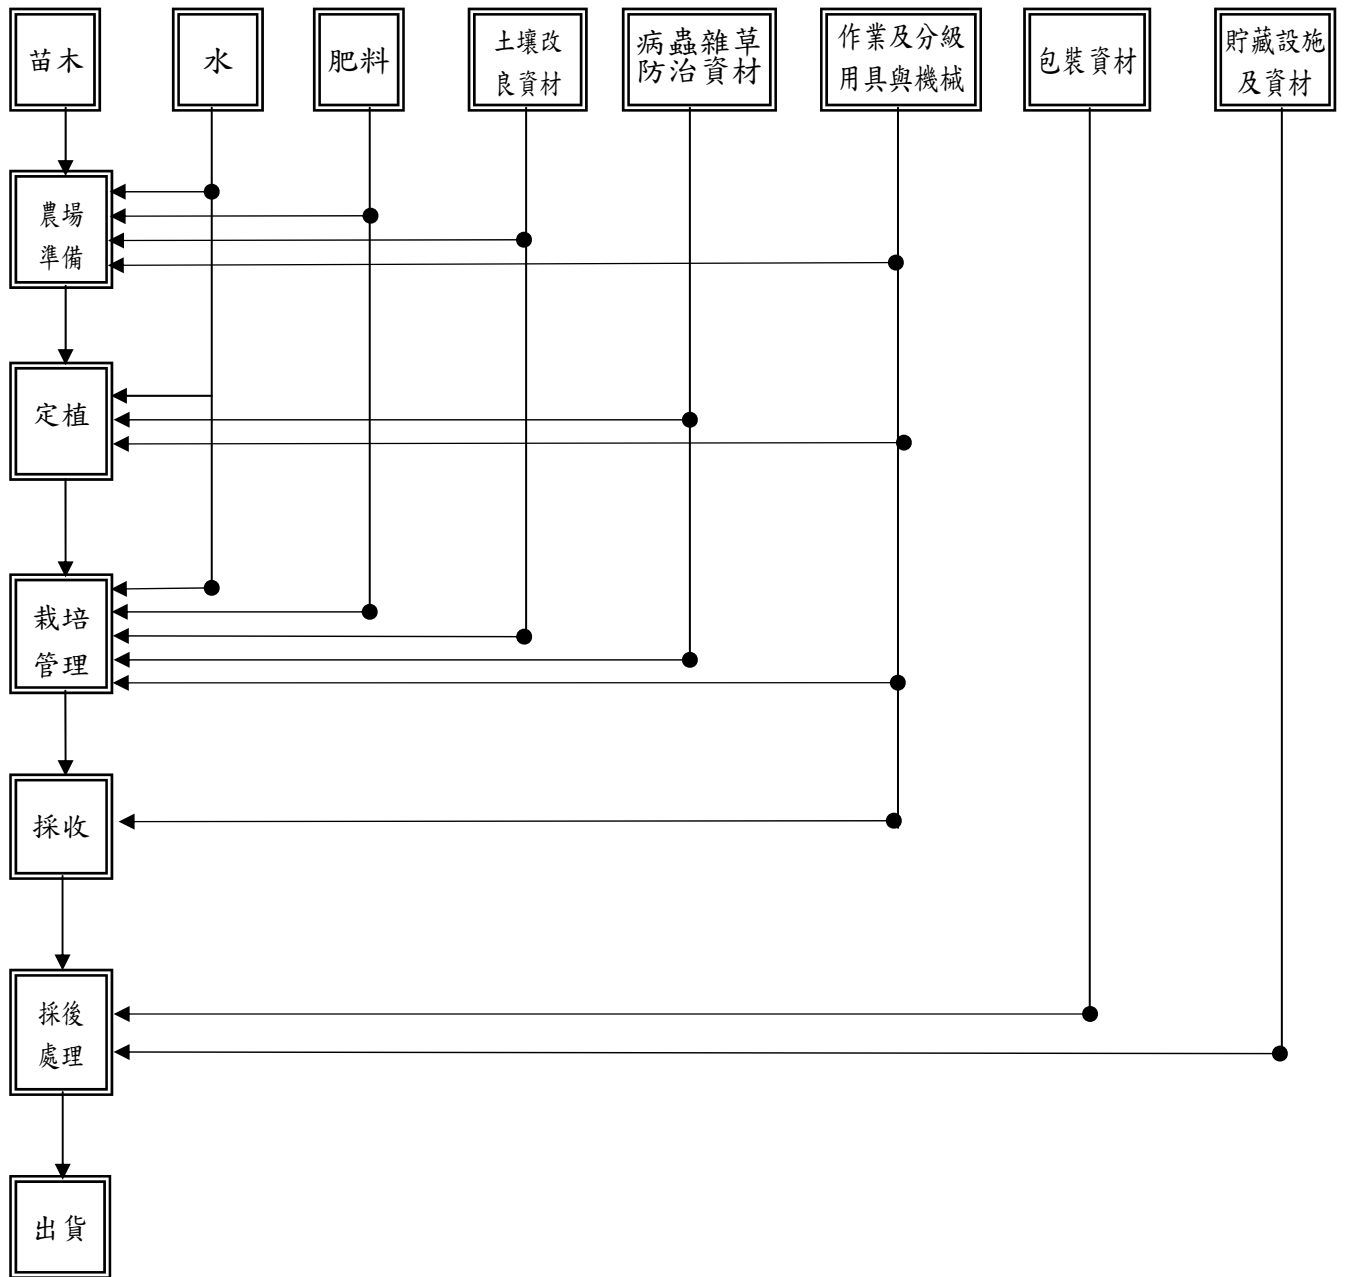 苗木
水
肥料
土壤改
良資材
病蟲雜草
防治資材
作業及分級
用具與機械
包裝資材
貯藏設施
及資材
農場
準備
定植
栽培
管理
採收
採後
處理
出貨